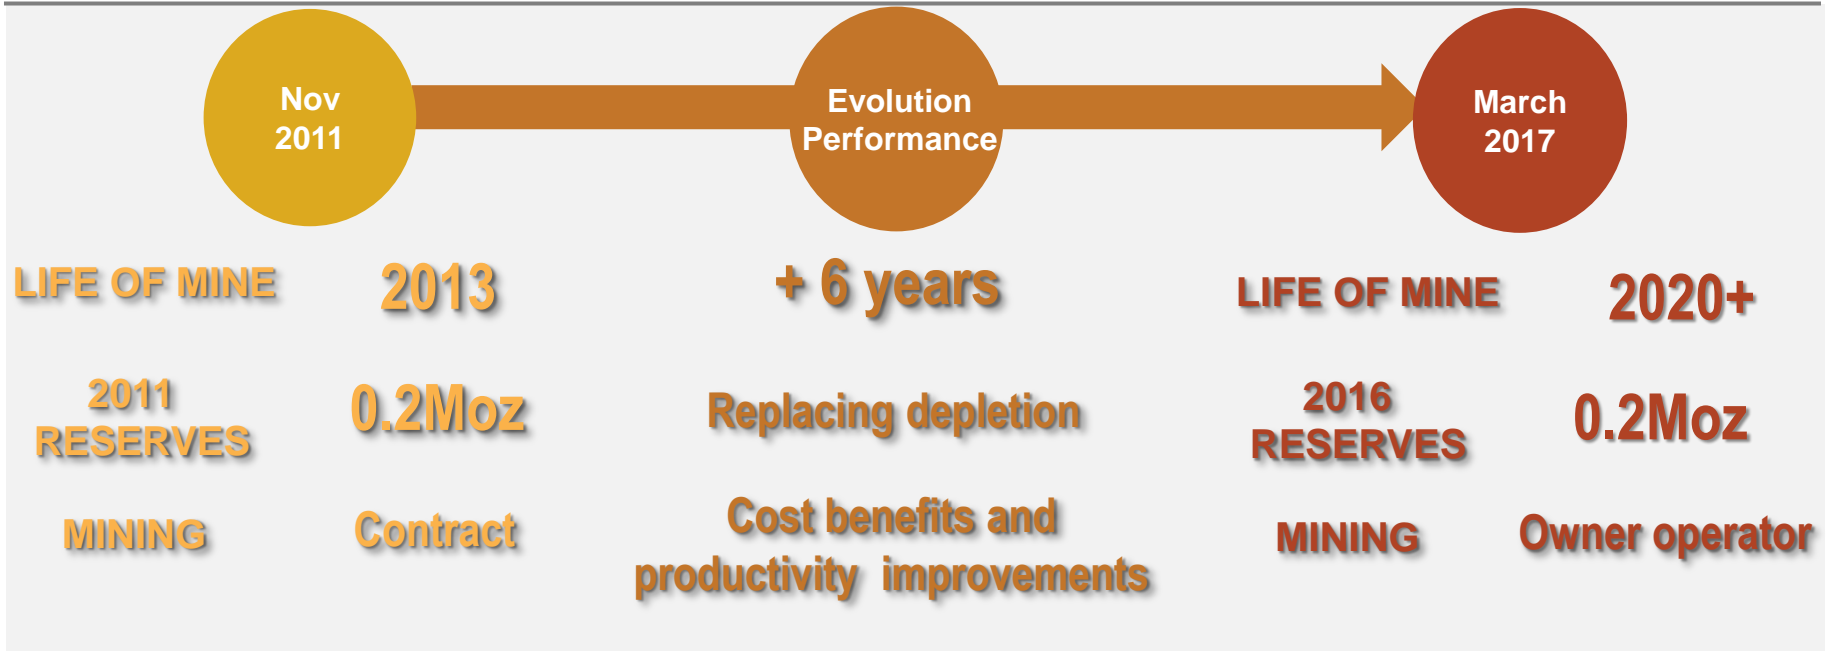 Nov
2011
Evolution
Performance
March
2017
LIFE OF MINE 2013 + 6 years LIFE OF MINE 2020+
2011
RESERVES
0.2Moz
Replacing depletion
2016
RESERVES
0.2Moz
MINING Contract
Cost benefits and
productivity improvements
MINING Owner operator